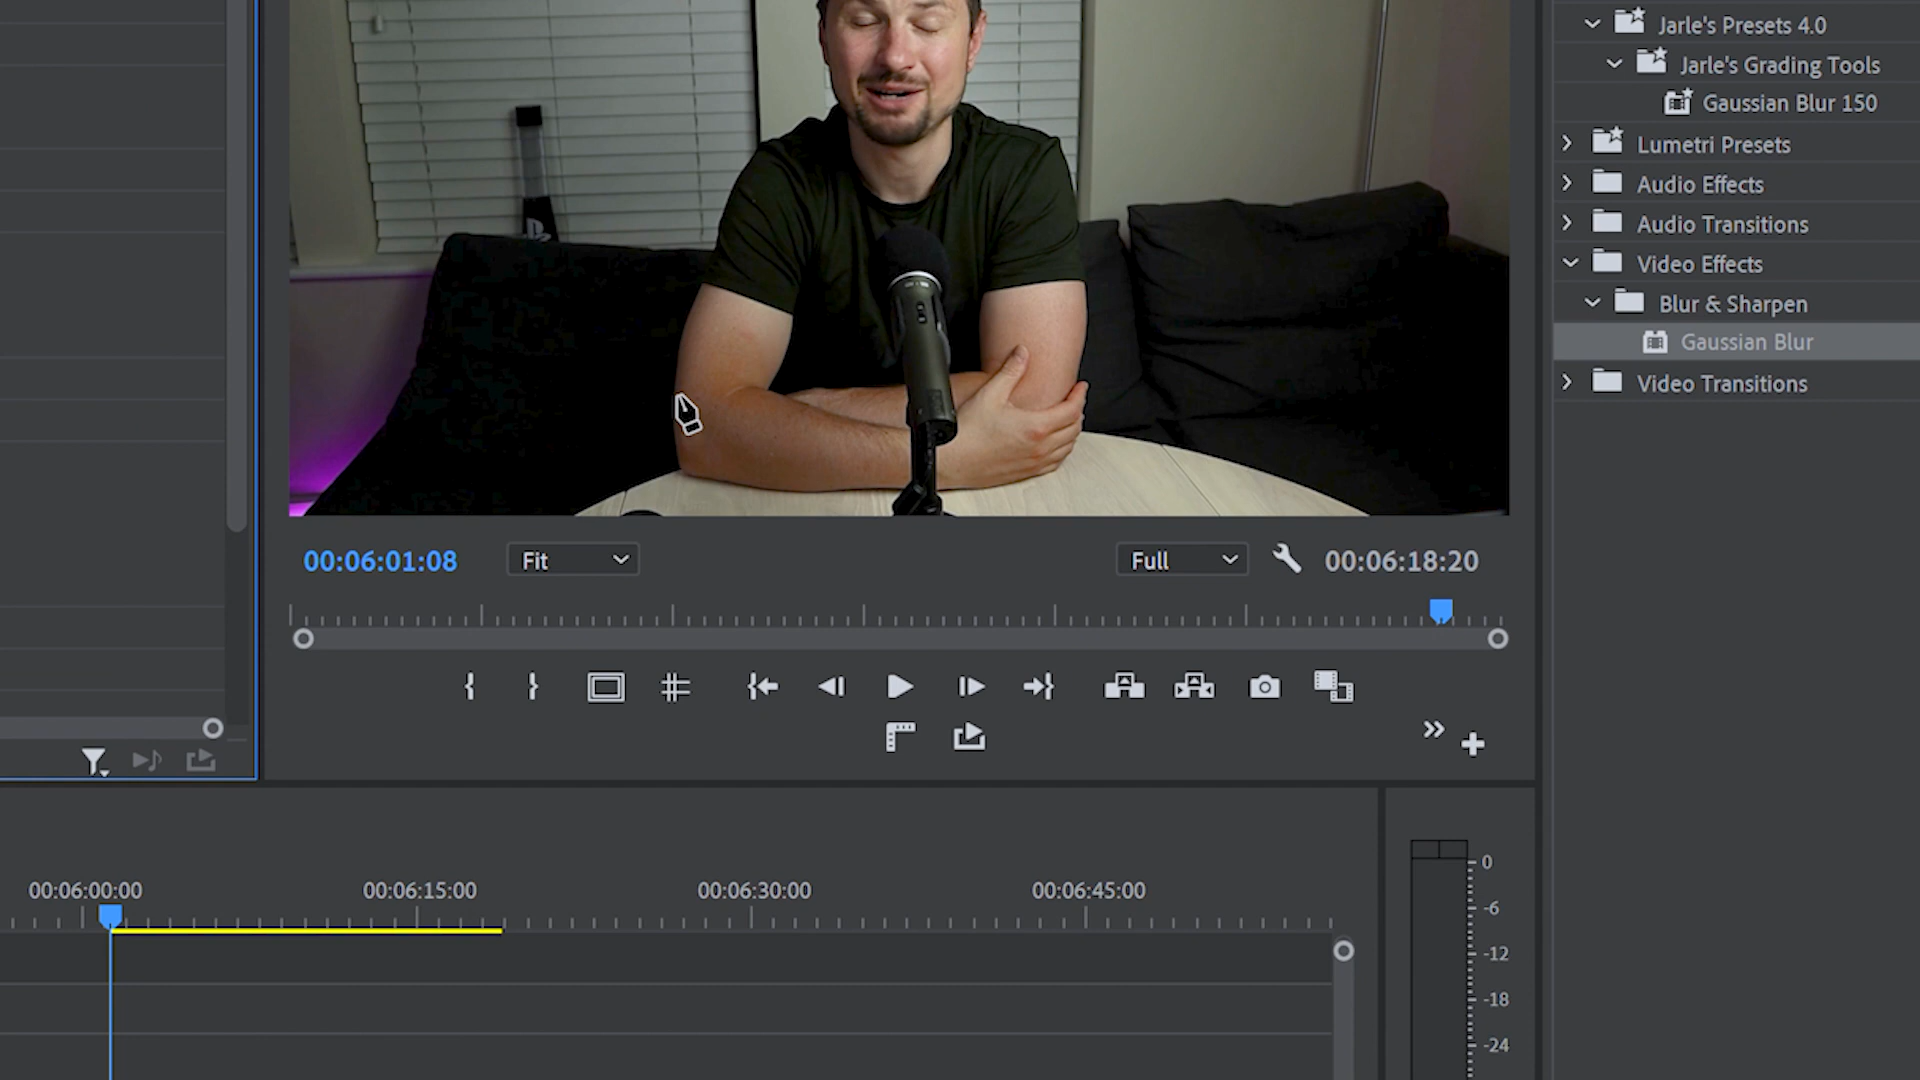 Jarle's Presets 4.0
Jarle's Grading Tools
Gaussian Blur 150
Lumetri Presets
Audio Effects
Audio Transitions
Video Effects
Blur & Sharpen
Gaussian Blur
Video Transitions
00:06:01:08
Fit
Full
00:06:18:20
00:06:00:00
00:06:15:00
00:06:30:00
00:06:45:00
0
-6
-12
-18
-24